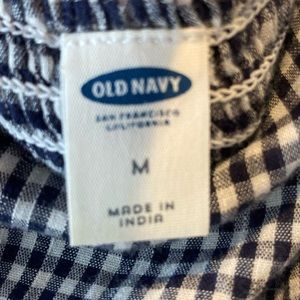 OLD NAVY
SAN FRANCISCO
CALIFORNIA
M
MADE IN
INDIA